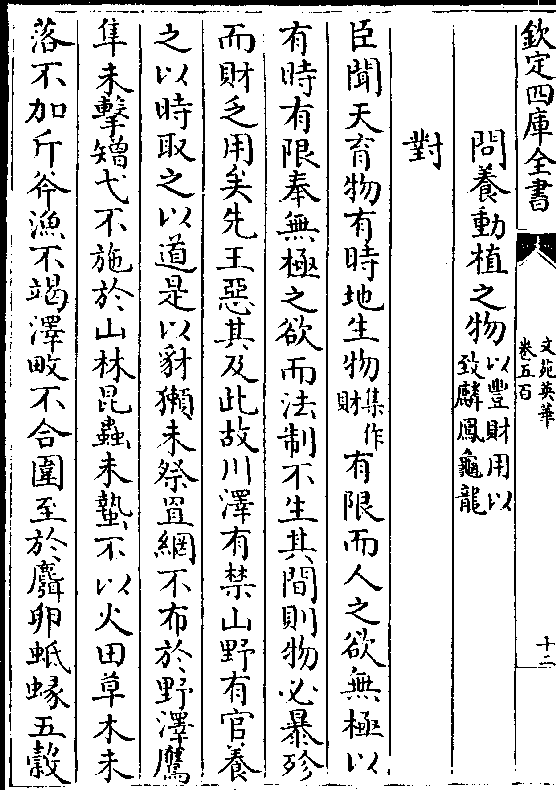 欽定四庫全書
文苑英華
卷五百
十二
問養動植之物以豐財用以致麟鳳龜龍
對
臣聞天育物有時地生物集作財有限而人之欲無極以
有時有限奉無極之欲而法制不生其間則物必暴殄
而財乏用矣先王惡其及此故川澤有禁山野有官養
之以時取之以道是以豺獺未祭罝網不布於野澤鷹
隼未擊矰弋不施於山林昆蟲未蟄不以火田草木未
落不加斤斧漁不竭澤畋不合圍至於麛卵蚳蝝五穀